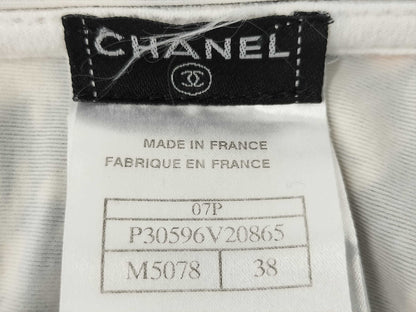 CHANEL
MADE IN FRANCE
FABRIQUE EN FRANCE
07P
P30596V20865
M5078 38